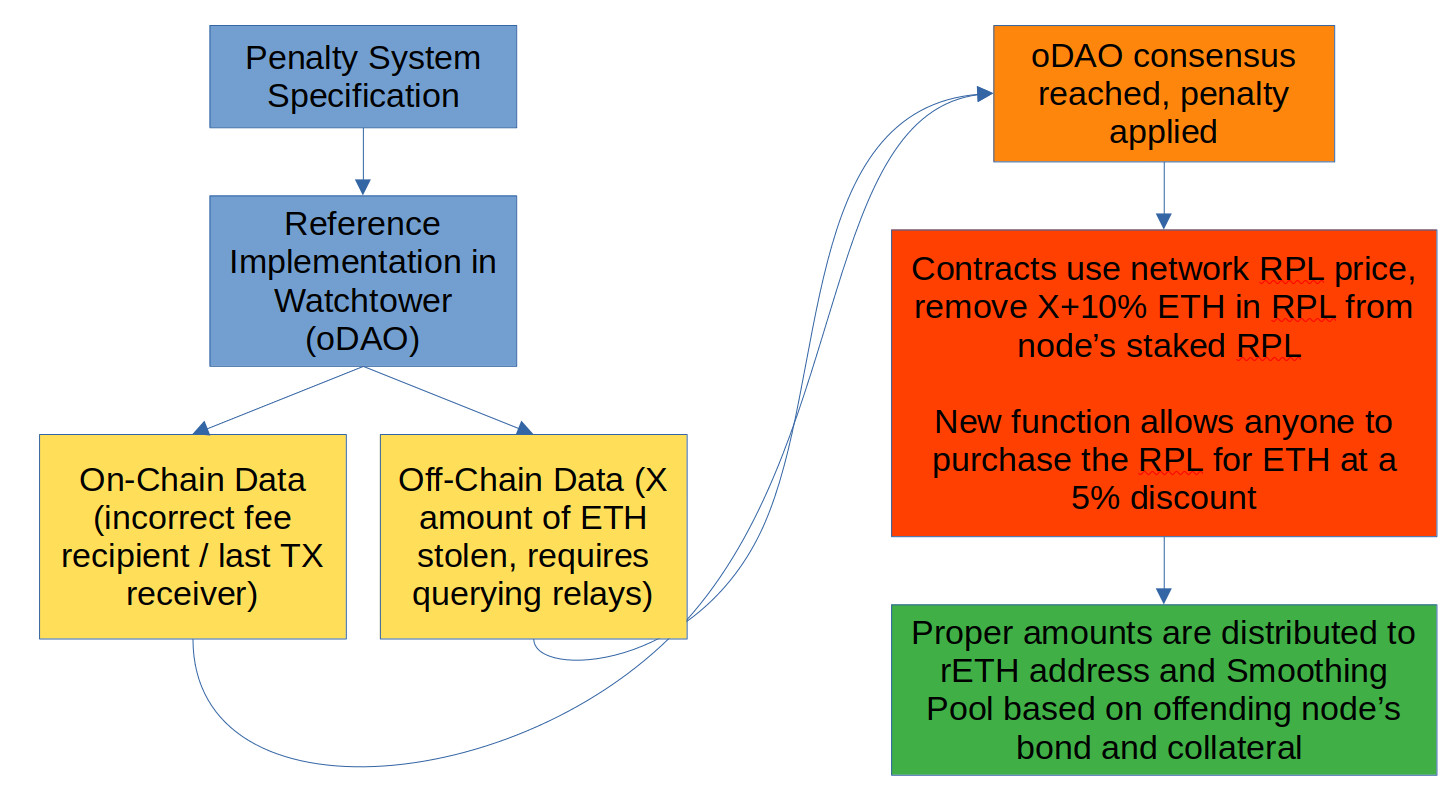 Penalty System
Specification
Reference
Implementation in
Watchtower
(oDAO)
On-Chain Data
(incorrect fee
recipient / last TX
receiver)
Off-Chain Data (X
amount of ETH
stolen, requires
querying relays)
oDAO consensus
reached, penalty
applied
Contracts use network RPL price,
remove X+10% ETH in RPL from
node’s staked RPL
New function allows anyone to
purchase the RPL for ETH at a
5% discount
Proper amounts are distributed to
rETH address and Smoothing
Pool based on offending node’s
bond and collateral